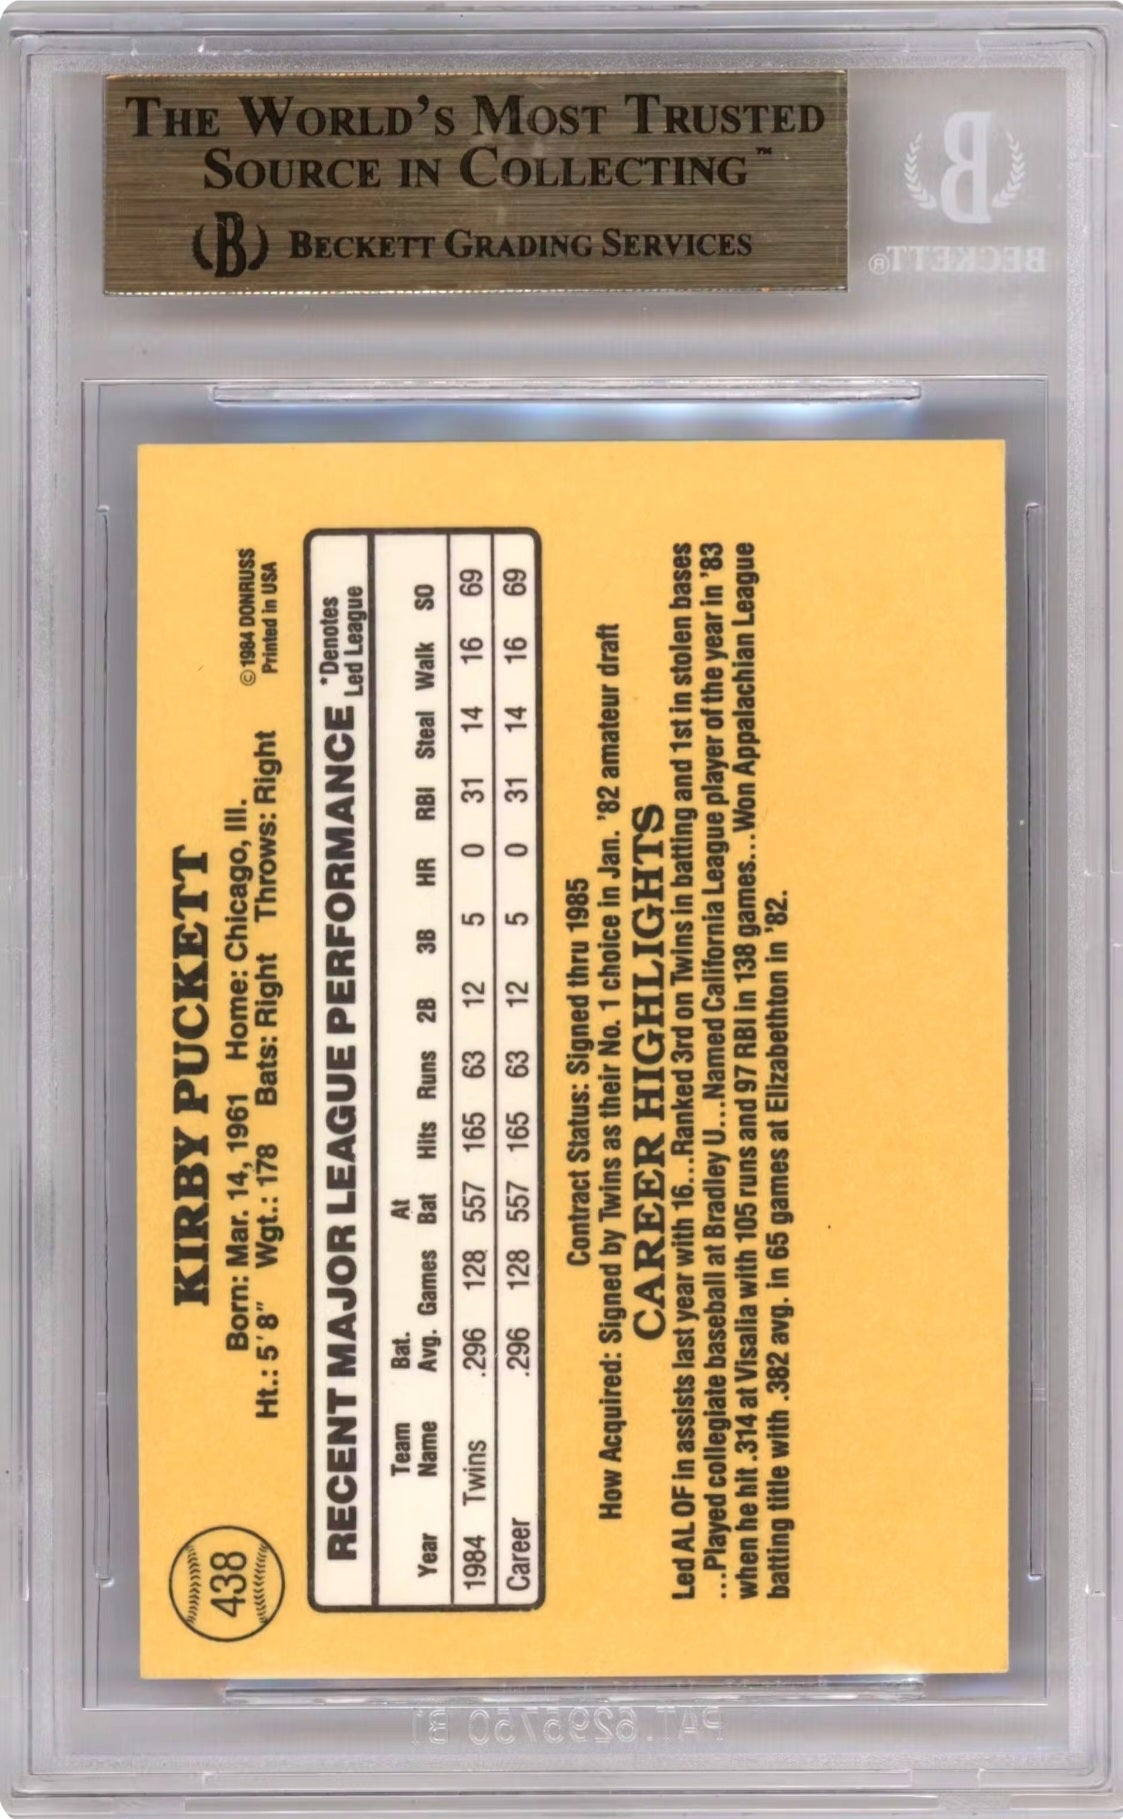 THE WORLD'S MOST TRUSTED
SOURCE IN COLLECTING™
B BECKETT GRADING SERVICES
B
BECKETT®
438
KIRBY PUCKETT
©1984 DONRUSS
Printed in USA
Born: Mar. 14, 1961 Home: Chicago, Ill.
Ht.: 5'8" Wgt.: 178 Bats: Right Throws: Right
RECENT MAJOR LEAGUE PERFORMANCE *Denotes Led League
Year Team Name Bat. Avg. Games At Bat Hits Runs 2B 3B HR RBI Steal Walk SO
1984 Twins .296 128 557 165 63 12 5 0 31 14 16 69
Career .296 128 557 165 63 12 5 0 31 14 16 69
Contract Status: Signed thru 1985
How Acquired: Signed by Twins as their No. 1 choice in Jan. '82 amateur draft
CAREER HIGHLIGHTS
Led AL OF in assists last year with 16...Ranked 3rd on Twins in batting and 1st in stolen bases
...Played collegiate baseball at Bradley U...Named California League player of the year in '83
when he hit .314 at Visalia with 105 runs and 97 RBI in 138 games...Won Appalachian League
batting title with .382 avg. in 65 games at Elizabethton in '82.
PAT. 6295750 B1